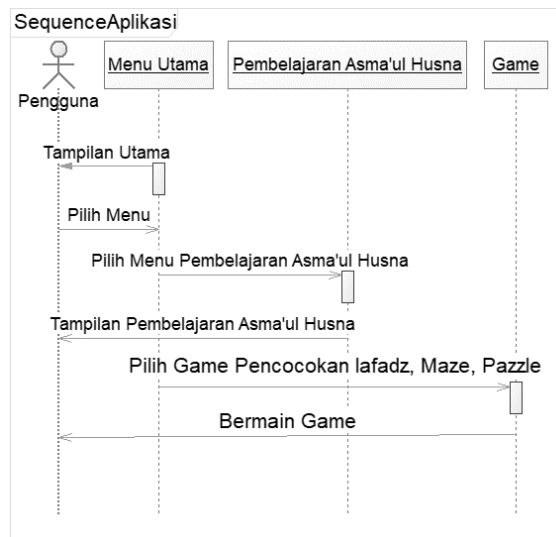 SequenceAplikasi
Menu Utama
Pembelajaran Asma'ul Husna
Game
Pengguna
Tampilan Utama
Pilih Menu
Pilih Menu Pembelajaran Asma'ul Husna
Tampilan Pembelajaran Asma'ul Husna
Pilih Game Pencocokan lafadz, Maze, Pazzle
Bermain Game